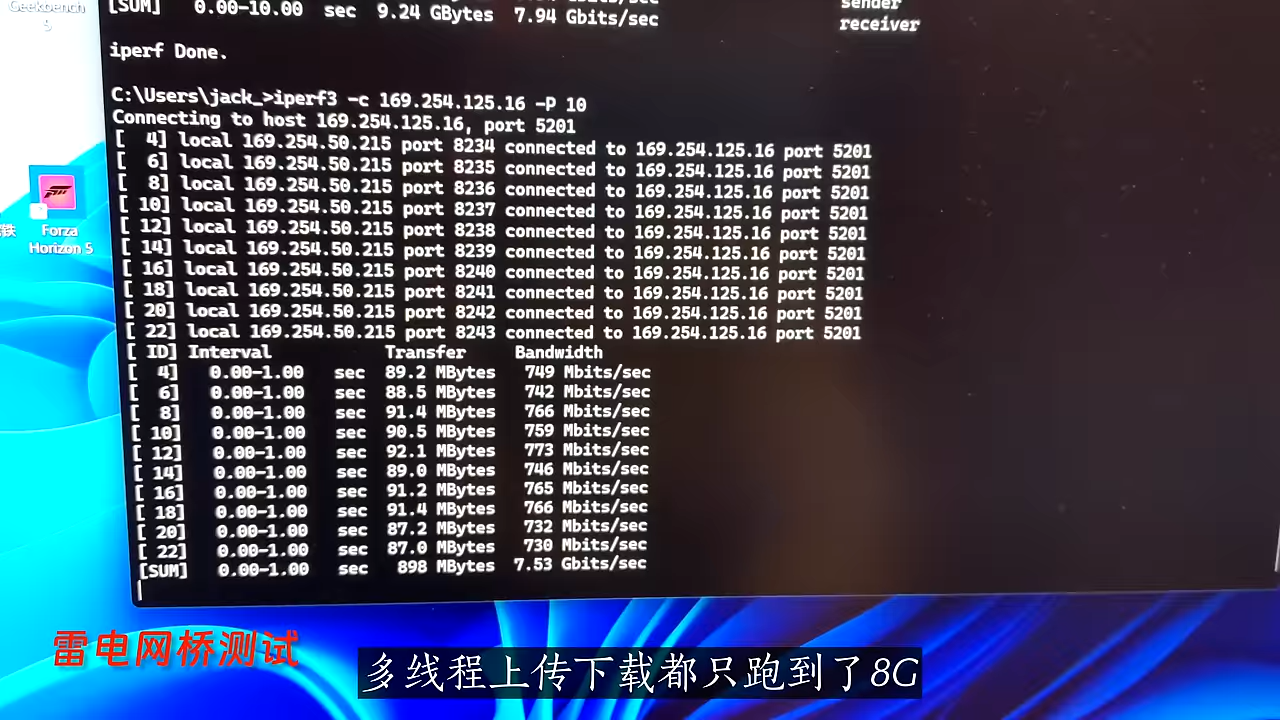 Geekbench
5
[SUM]   0.00-10.00  sec  9.24 GBytes  7.94 Gbits/sec
sender
receiver
iperf Done.
C:\Users\jack_>iperf3 -c 169.254.125.16 -P 10
Connecting to host 169.254.125.16, port 5201
[  4] local 169.254.50.215 port 8234 connected to 169.254.125.16 port 5201
[  6] local 169.254.50.215 port 8235 connected to 169.254.125.16 port 5201
[  8] local 169.254.50.215 port 8236 connected to 169.254.125.16 port 5201
[ 10] local 169.254.50.215 port 8237 connected to 169.254.125.16 port 5201
[ 12] local 169.254.50.215 port 8238 connected to 169.254.125.16 port 5201
[ 14] local 169.254.50.215 port 8239 connected to 169.254.125.16 port 5201
[ 16] local 169.254.50.215 port 8240 connected to 169.254.125.16 port 5201
[ 18] local 169.254.50.215 port 8241 connected to 169.254.125.16 port 5201
[ 20] local 169.254.50.215 port 8242 connected to 169.254.125.16 port 5201
[ 22] local 169.254.50.215 port 8243 connected to 169.254.125.16 port 5201
[ ID] Interval           Transfer     Bandwidth
[  4]   0.00-1.00   sec  89.2 MBytes   749 Mbits/sec
[  6]   0.00-1.00   sec  88.5 MBytes   742 Mbits/sec
[  8]   0.00-1.00   sec  91.4 MBytes   766 Mbits/sec
[ 10]   0.00-1.00   sec  90.5 MBytes   759 Mbits/sec
[ 12]   0.00-1.00   sec  92.1 MBytes   773 Mbits/sec
[ 14]   0.00-1.00   sec  89.0 MBytes   746 Mbits/sec
[ 16]   0.00-1.00   sec  91.2 MBytes   765 Mbits/sec
[ 18]   0.00-1.00   sec  91.4 MBytes   766 Mbits/sec
[ 20]   0.00-1.00   sec  87.2 MBytes   732 Mbits/sec
[ 22]   0.00-1.00   sec  87.0 MBytes   730 Mbits/sec
[SUM]   0.00-1.00   sec   898 MBytes  7.53 Gbits/sec
铁
Forza
Horizon 5
雷电网桥测试
多线程上传下载都只跑到了8G